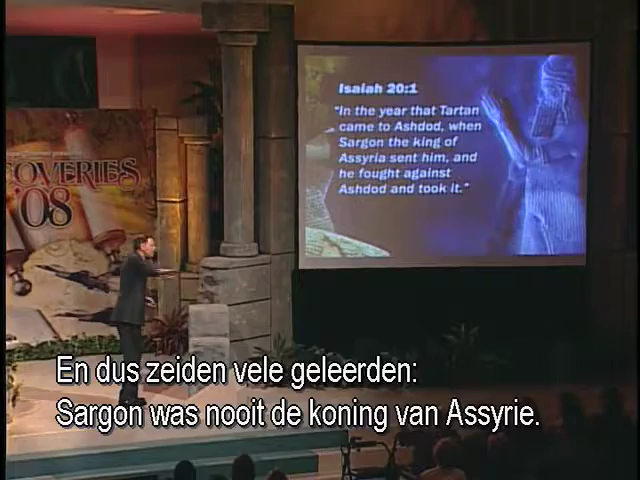 Isaiah 20:1
"In the year that Tartan
came to Ashdod, when
Sargon the king of
Assyria sent him, and
he fought against
Ashdod and took it."
COVERIES
'08
En dus zeiden vele geleerden:
Sargon was nooit de koning van Assyrie.